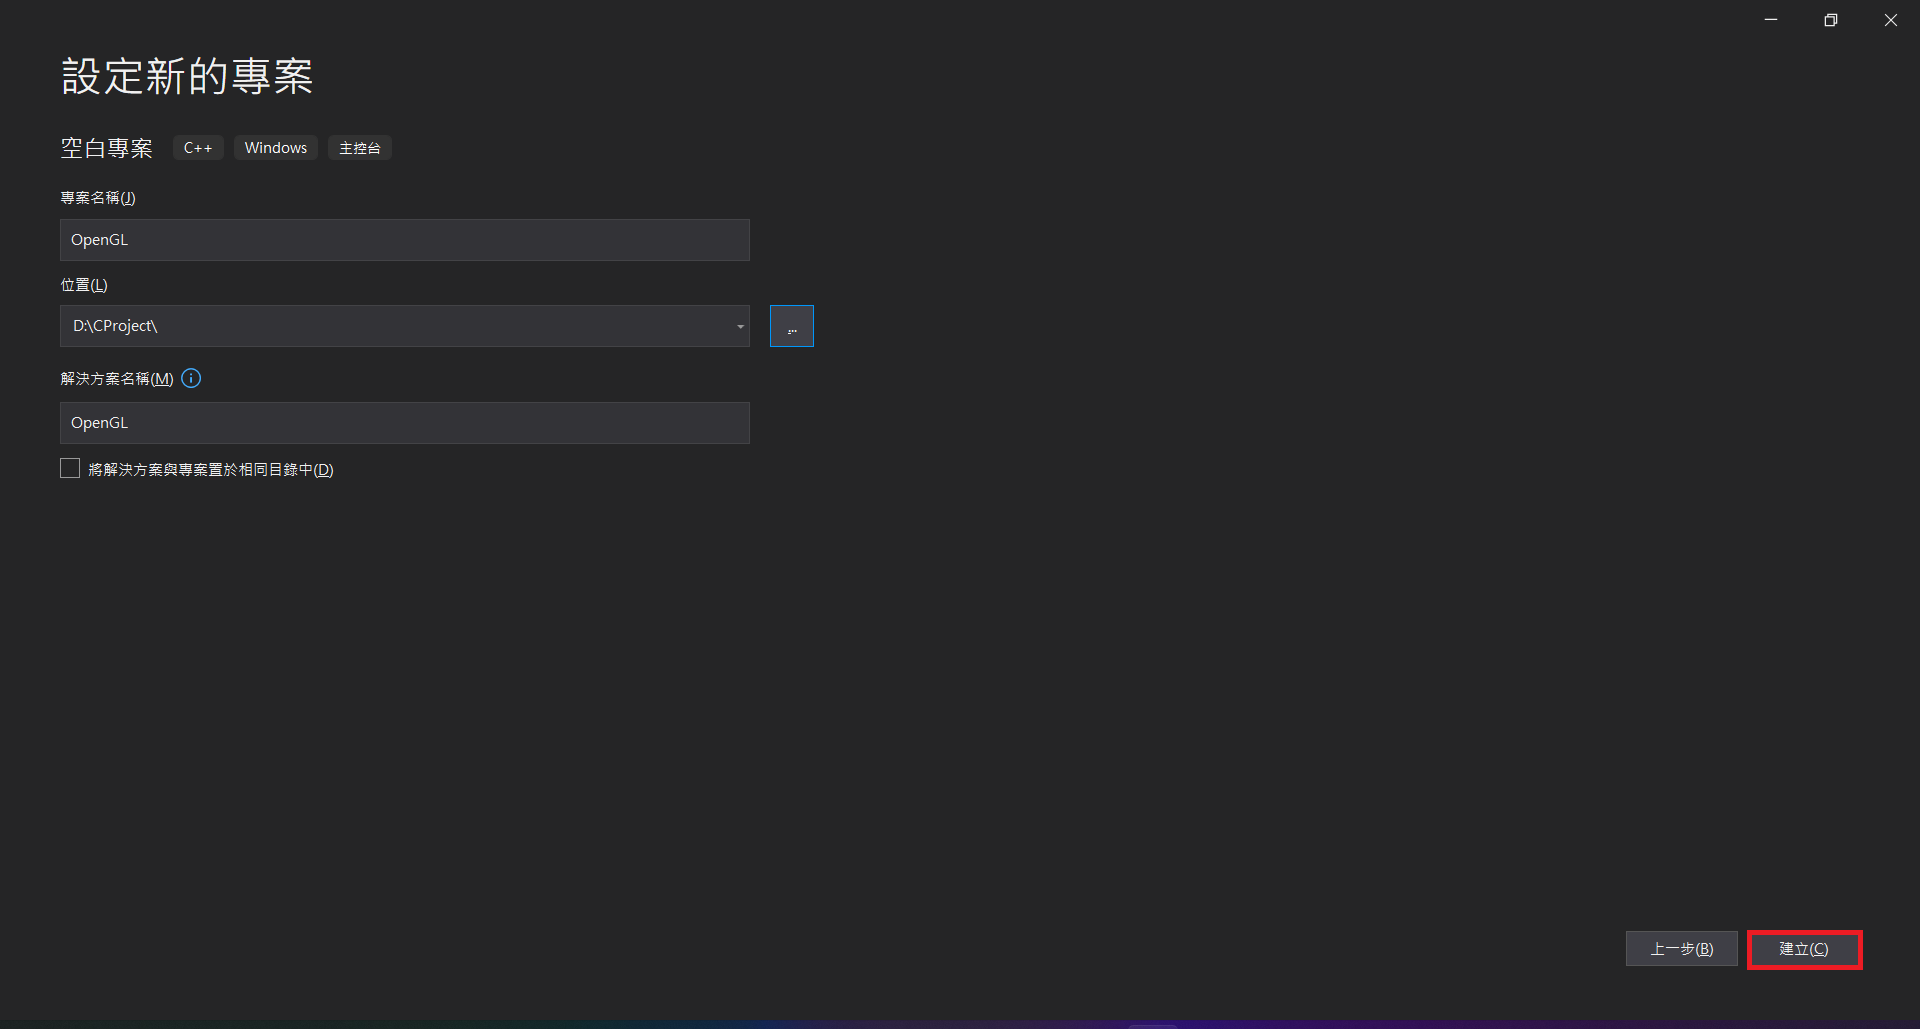 設定新的專案
空白專案 C++ Windows 主控台
專案名稱(J)
OpenGL
位置(L)
D:\CProject\
...
解決方案名稱(M)
OpenGL
將解決方案與專案置於相同目錄中(D)
上一步(B) 建立(C)